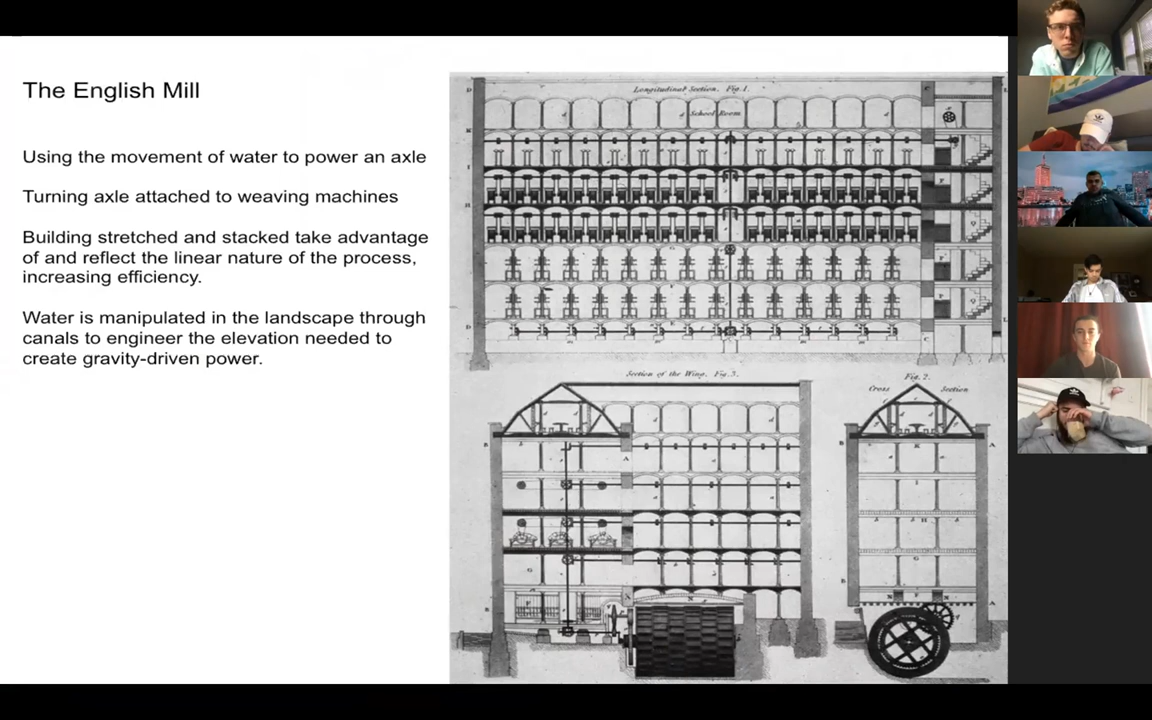 The English Mill
Using the movement of water to power an axle
Turning axle attached to weaving machines
Building stretched and stacked take advantage
of and reflect the linear nature of the process,
increasing efficiency.
Water is manipulated in the landscape through
canals to engineer the elevation needed to
create gravity-driven power.
Longitudinal Section. Fig. 1.
School Room
Section of the Wing. Fig. 3.
Fig. 2.
Cross Section